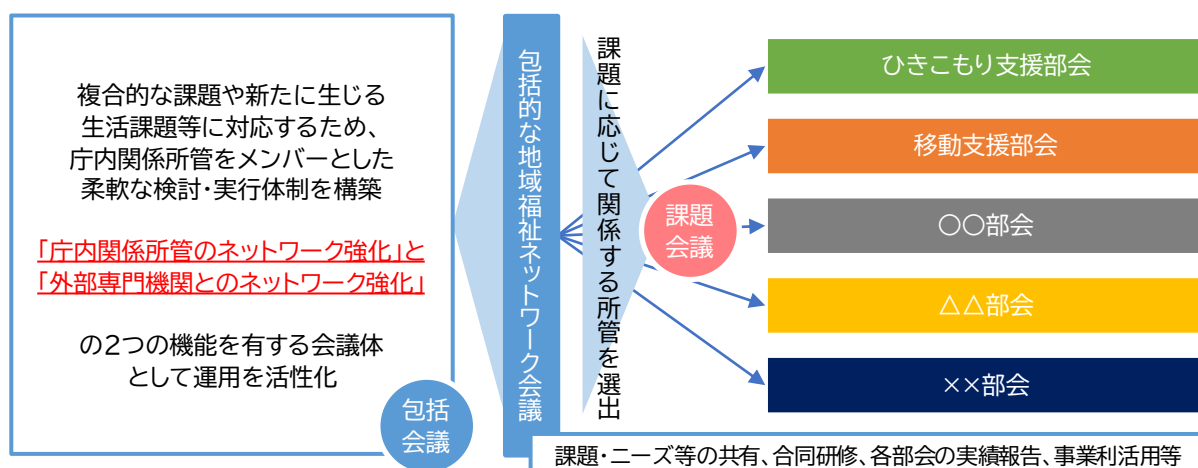 複合的な課題や新たに生じる
生活課題等に対応するため、
庁内関係所管をメンバーとした
柔軟な検討・実行体制を構築
「庁内関係所管のネットワーク強化」と
「外部専門機関とのネットワーク強化」
の2つの機能を有する会議体
として運用を活性化
包括
会議
包括的な地域福祉ネットワーク会議
課題に応じて関係する所管を選出
課題
会議
ひきこもり支援部会
移動支援部会
〇〇部会
△△部会
××部会
課題・ニーズ等の共有、合同研修、各部会の実績報告、事業利活用等